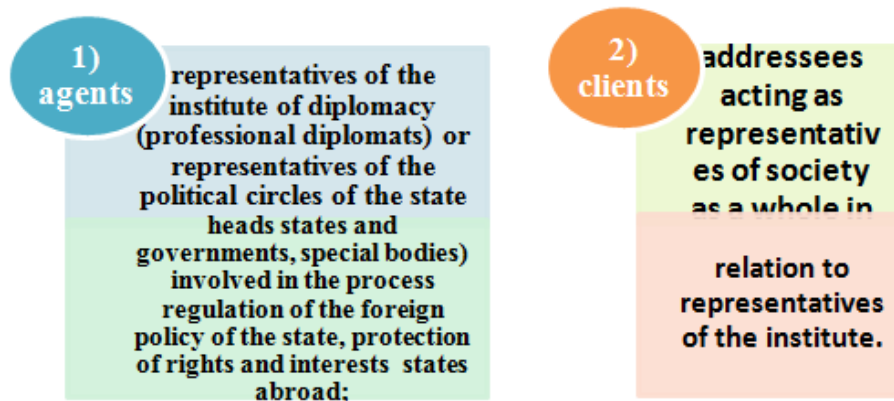 1)
agents
representatives of the
institute of diplomacy
(professional diplomats) or
representatives of the
political circles of the state
heads states and
governments, special bodies)
involved in the process
regulation of the foreign
policy of the state, protection
of rights and interests states
abroad;
2)
clients
addressees
acting as
representativ
es of society
as a whole in
relation to
representatives
of the institute.